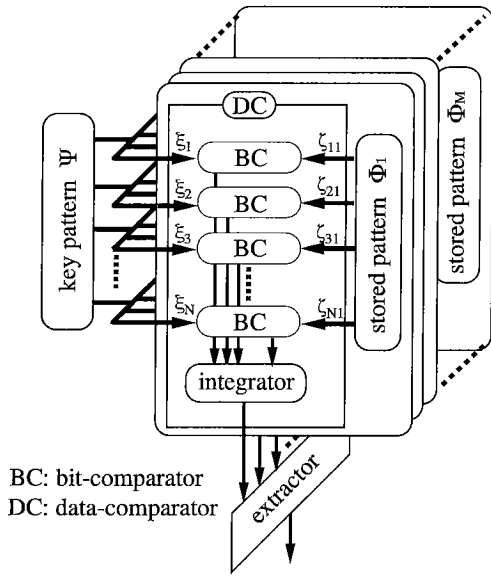 DC
key pattern Ψ
ξ1
BC
ζ11
ξ2
BC
ζ21
ξ3
BC
ζ31
ξN
BC
ζN1
stored pattern Φ1
stored pattern ΦM
integrator
extractor
BC: bit-comparator
DC: data-comparator